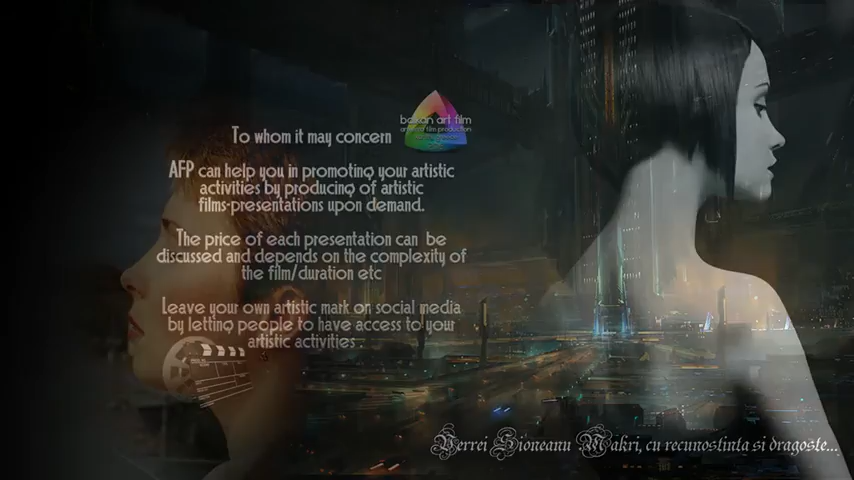 balkan art film
To whom it may concern
AFP can help you in promoting your artistic
activities by producing of artistic
films-presentations upon demand.
The price of each presentation can be
discussed and depends on the complexity of
the film/duration etc
Leave your own artistic mark on social media
by letting people to have access to your
artistic activities .
Perrei Sioneanu Makri, cu recunostinta si dragoste...